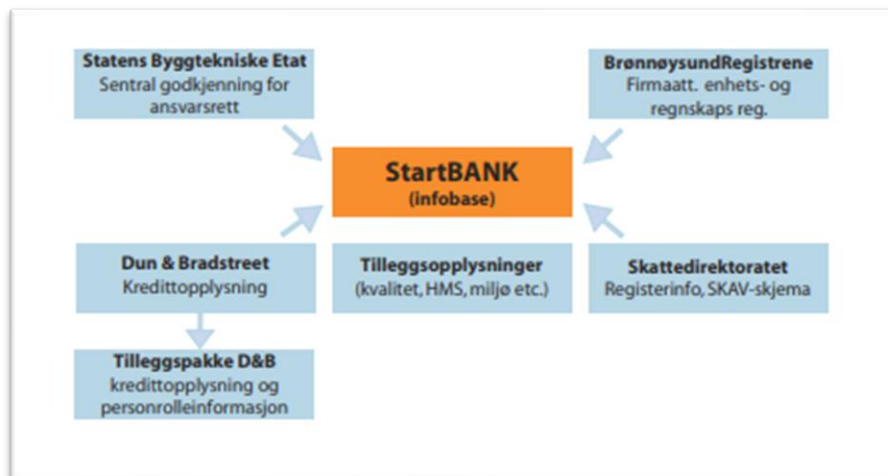 Statens Byggtekniske Etat
Sentral godkjenning for
ansvarsrett
BrønnøysundRegistrene
Firmaatt. enhets- og
regnskaps reg.
StartBANK
(infobase)
Dun & Bradstreet
Kredittopplysning
Tilleggsopplysninger
(kvalitet, HMS, miljø etc.)
Skattedirektoratet
Registerinfo, SKAV-skjema
Tilleggspakke D&B
kredittopplysning og
personrolleinformasjon